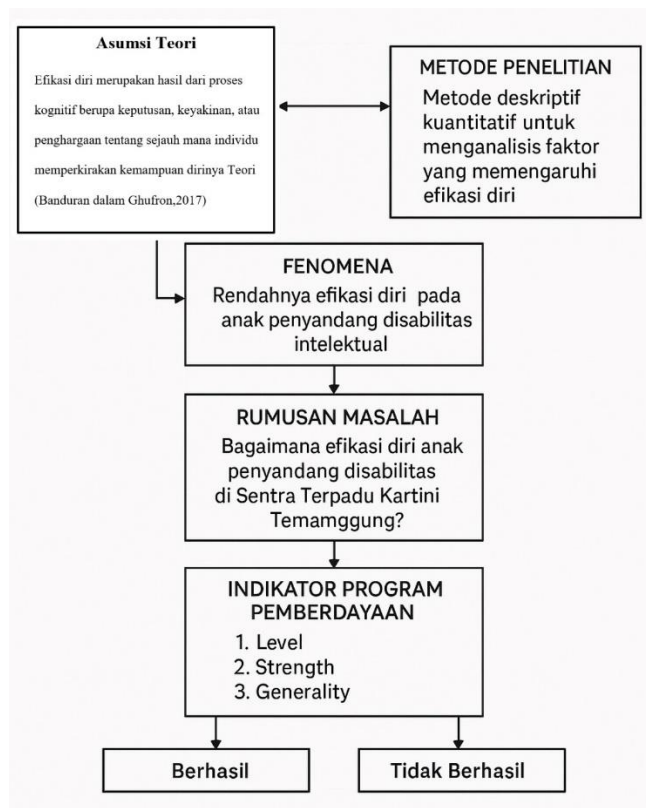 Asumsi Teori
Efikasi diri merupakan hasil dari proses
kognitif berupa keputusan, keyakinan, atau
penghargaan tentang sejauh mana individu
memperkirakan kemampuan dirinya Teori
(Banduran dalam Ghufron,2017)
METODE PENELITIAN
Metode deskriptif
kuantitatif untuk
menganalisis faktor
yang memengaruhi
efikasi diri
FENOMENA
Rendahnya efikasi diri pada
anak penyandang disabilitas
intelektual
RUMUSAN MASALAH
Bagaimana efikasi diri anak
penyandang disabilitas
di Sentra Terpadu Kartini
Temamggung?
INDIKATOR PROGRAM
PEMBERDAYAAN
1. Level
2. Strength
3. Generality
Berhasil
Tidak Berhasil